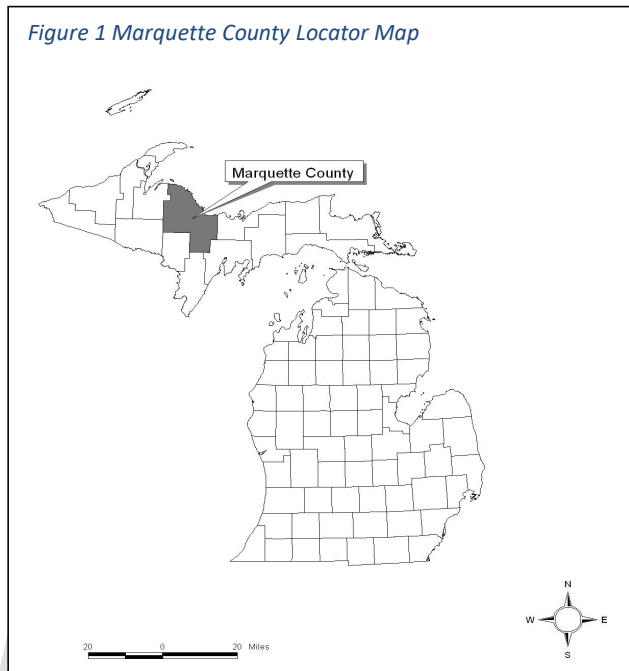 Figure 1 Marquette County Locator Map
Marquette County
N
W E
S
20 0 20 Miles